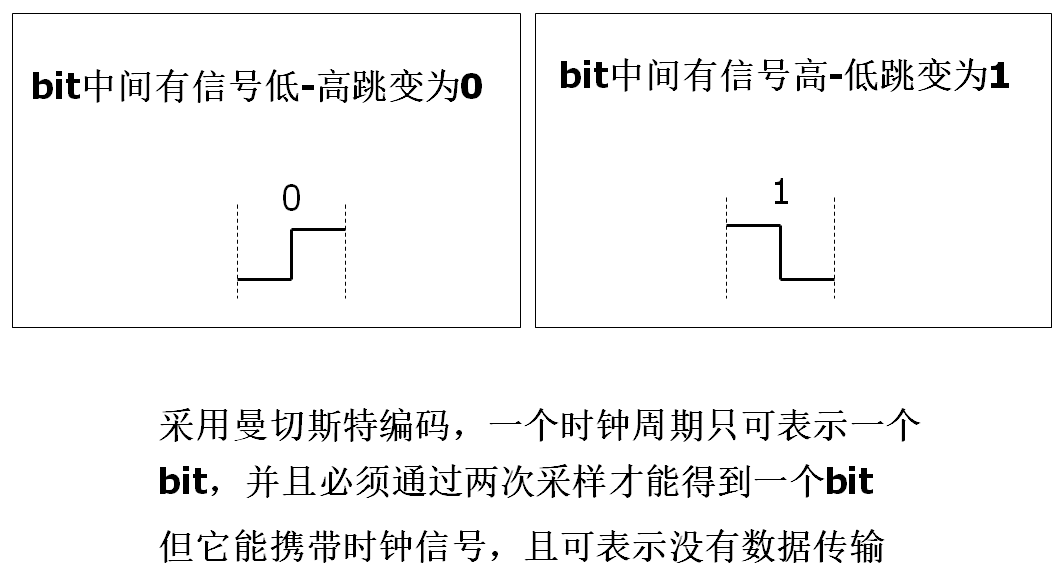 bit中间有信号低-高跳变为0
bit中间有信号高-低跳变为1
0
1
采用曼切斯特编码，一个时钟周期只可表示一个
bit，并且必须通过两次采样才能得到一个bit
但它能携带时钟信号，且可表示没有数据传输